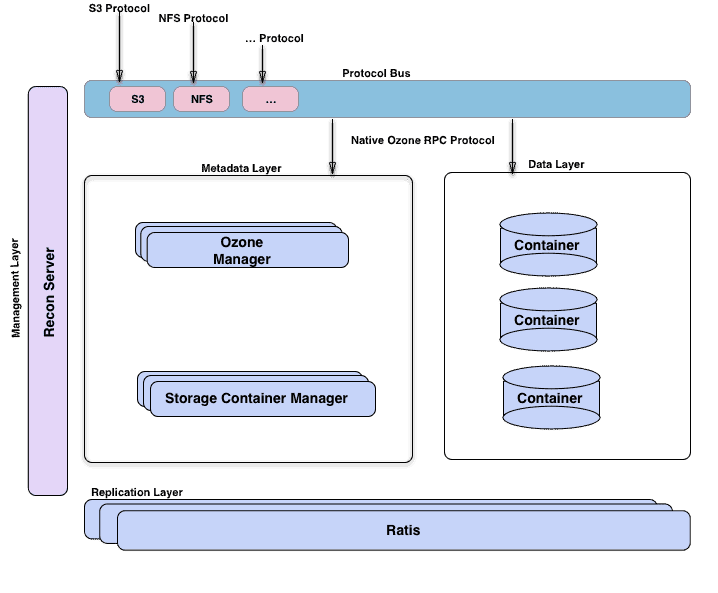 S3 Protocol
NFS Protocol
... Protocol
Protocol Bus
S3
NFS
...
Native Ozone RPC Protocol
Metadata Layer
Data Layer
Ozone
Manager
Storage Container Manager
Container
Container
Container
Management Layer
Recon Server
Replication Layer
Ratis